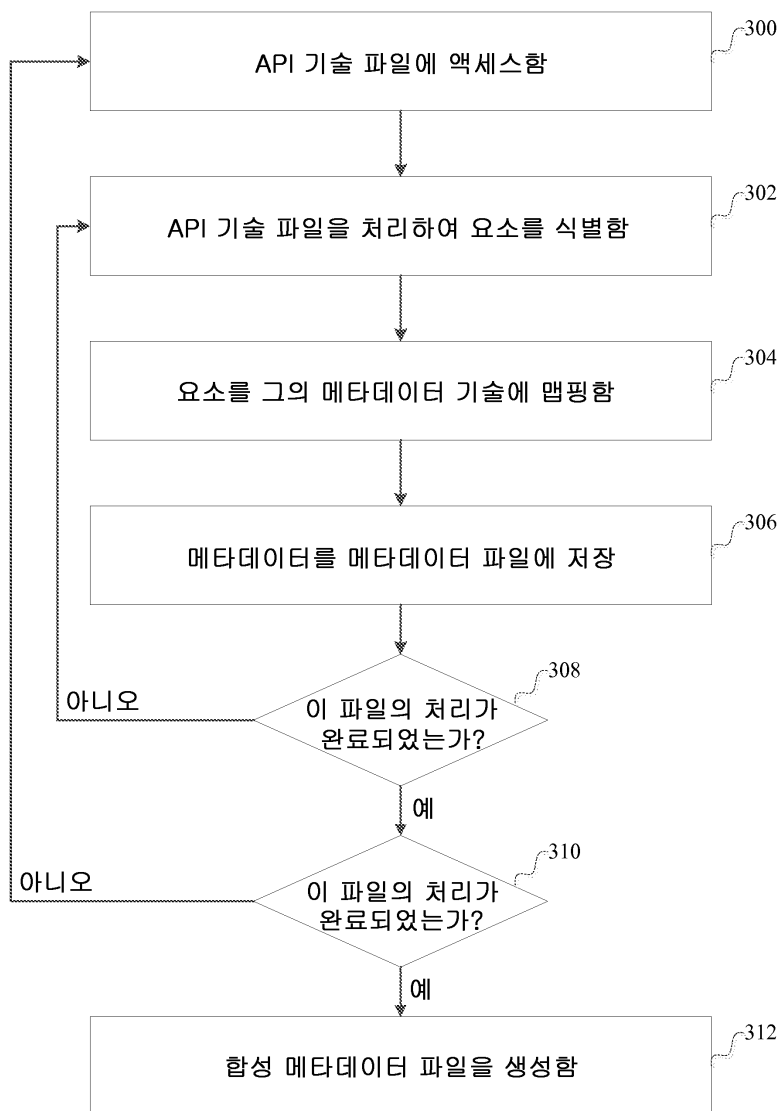 API 기술 파일에 액세스함
300
API 기술 파일을 처리하여 요소를 식별함
302
요소를 그의 메타데이터 기술에 맵핑함
304
메타데이터를 메타데이터 파일에 저장
306
308
아니오
이 파일의 처리가
완료되었는가?
예
310
아니오
이 파일의 처리가
완료되었는가?
예
합성 메타데이터 파일을 생성함
312